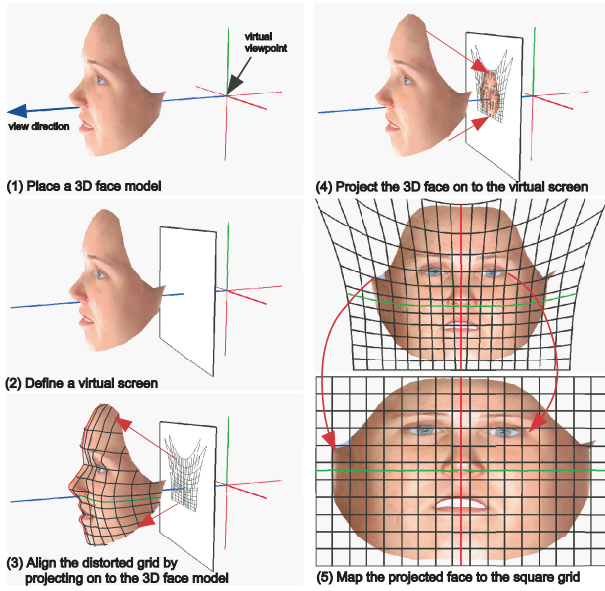 virtual
viewpoint
view direction
(1) Place a 3D face model
(2) Define a virtual screen
(3) Align the distorted grid by
projecting on to the 3D face model
(4) Project the 3D face on to the virtual screen
(5) Map the projected face to the square grid